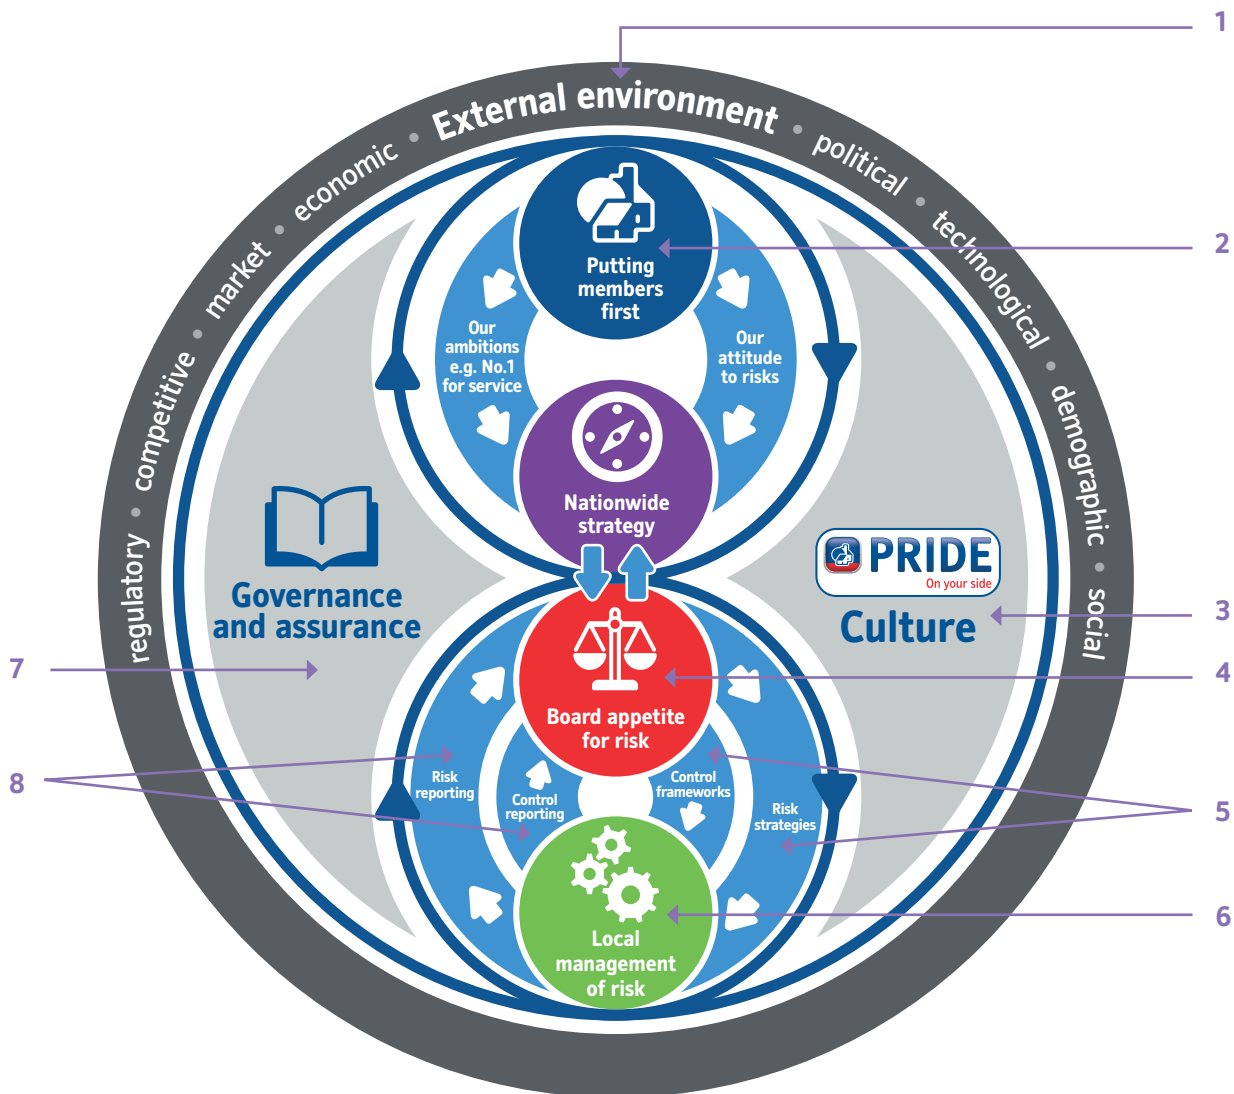 1
External environment
regulatory • competitive • market • economic •
• political • technological • demographic • social
Putting
members
first
2
Our
ambitions
e.g. No.1
for service
Our
attitude
to risks
Nationwide
strategy
Governance
and assurance
PRIDE
On your side
Culture
3
7
4
Board appetite
for risk
8
Risk
reporting
Control
reporting
Control
frameworks
Risk
strategies
5
6
Local
management
of risk